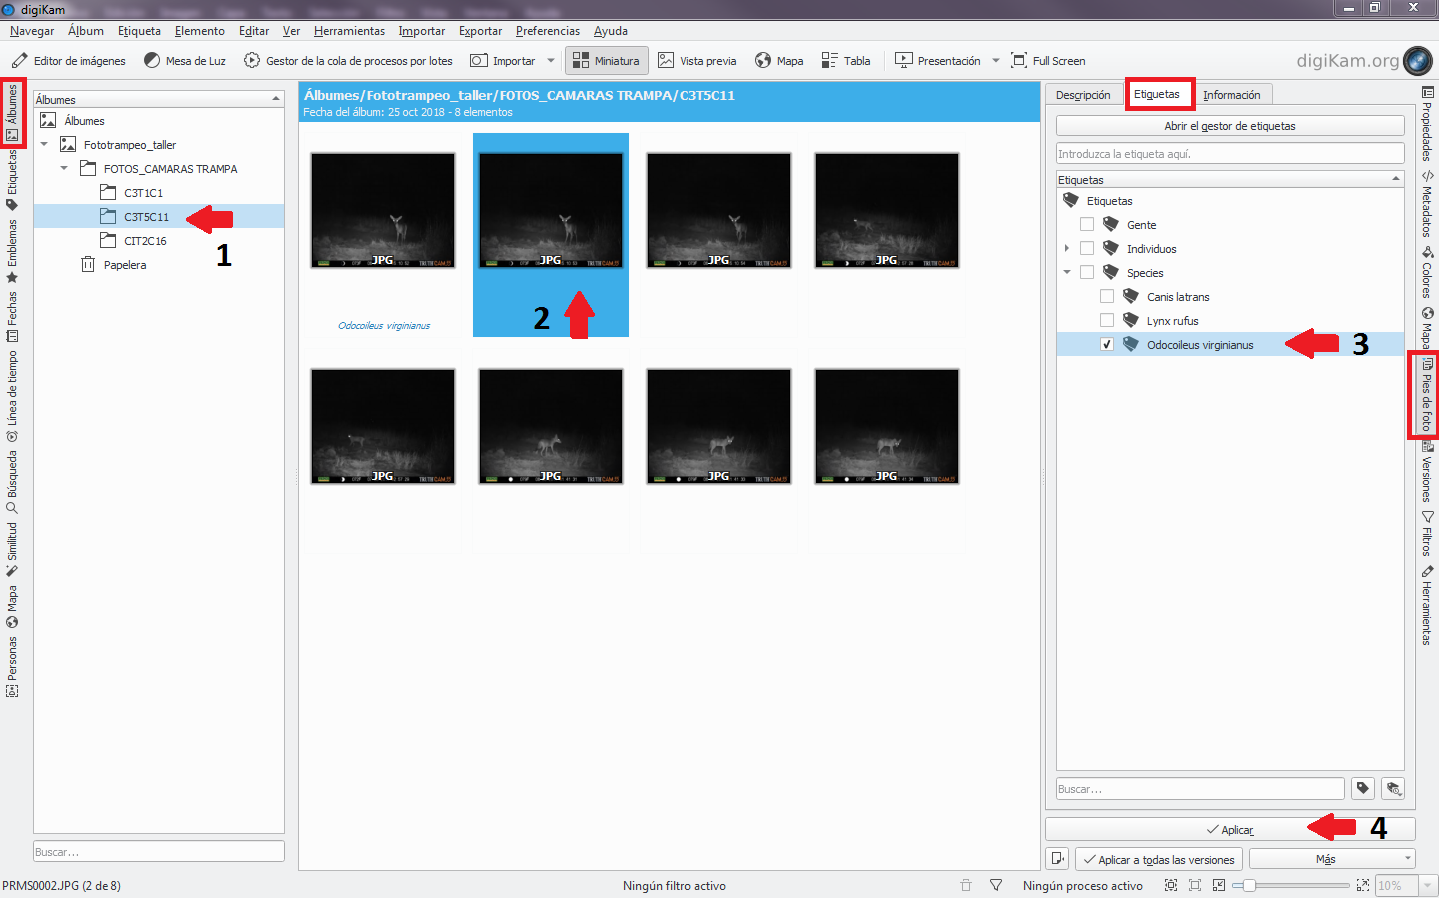 digiKam
Navegar Álbum Etiqueta Elemento Editar Ver Herramientas Importar Exportar Preferencias Ayuda
Editor de imágenes Mesa de Luz Gestor de la cola de procesos por lotes Importar Miniatura Vista previa Mapa Tabla Presentación Full Screen digiKam.org
Álbumes
Etiquetas
Emblemas
Fechas
Línea de tiempo
Búsqueda
Similitud
Mapa
Personas
Álbumes
Álbumes
Fototrampeo_taller
FOTOS_CAMARAS TRAMPA
C3T1C1
C3T5C11
CIT2C16
Papelera
1
Buscar...
Álbumes/Fototrampeo_taller/FOTOS_CAMARAS TRAMPA/C3T5C11
Fecha del álbum: 25 oct 2018 - 8 elementos
JPG JPG JPG JPG
Odocoileus virginianus
2
JPG JPG JPG JPG
Descripción Etiquetas Información
Abrir el gestor de etiquetas
Introduzca la etiqueta aquí.
Etiquetas
Etiquetas
Gente
Individuos
Species
Canis latrans
Lynx rufus
Odocoileus virginianus
3
Buscar...
Aplicar
4
Aplicar a todas las versiones Más
Propiedades
Metadatos
Colores
Mapa
Pies de foto
Versiones
Filtros
Herramientas
PRMS0002.JPG (2 de 8) Ningún filtro activo Ningún proceso activo 10%